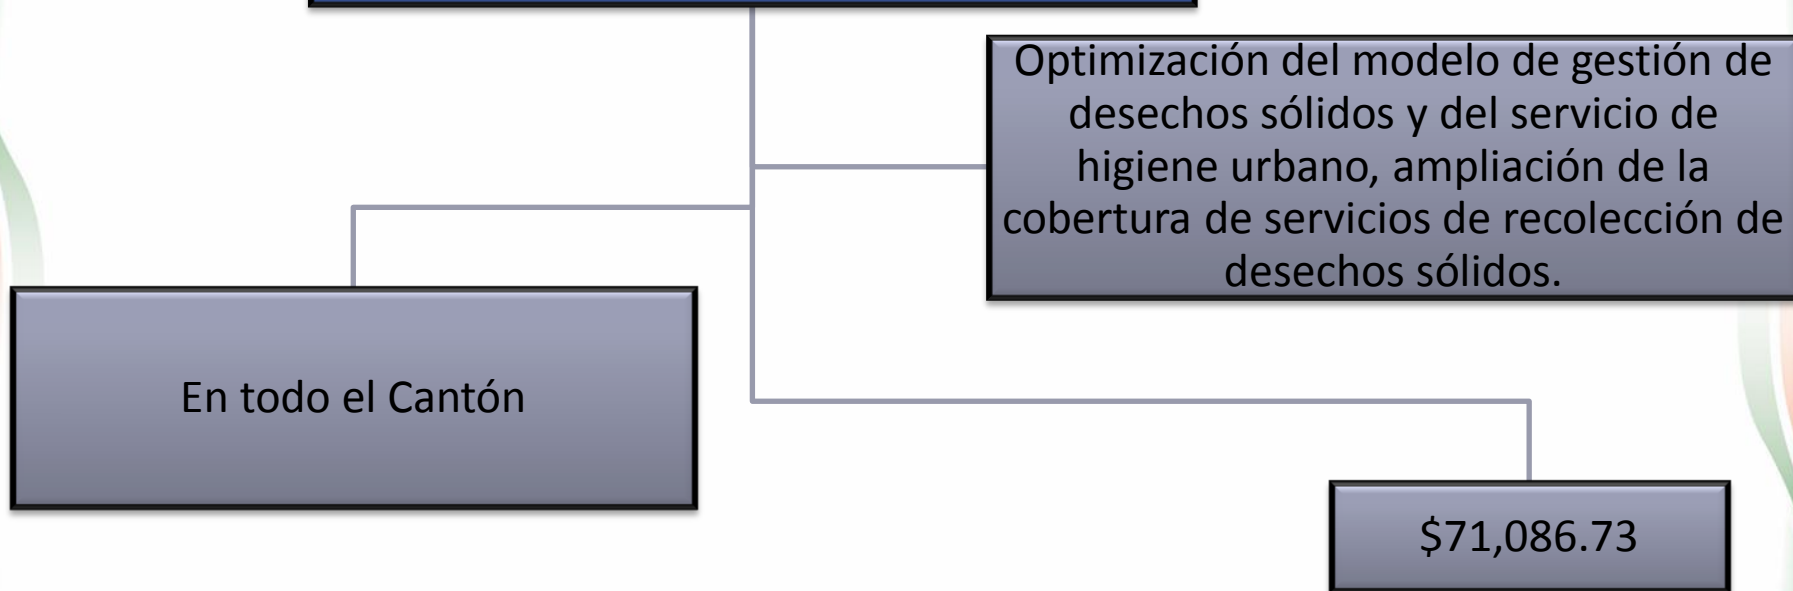 Optimización del modelo de gestión de
desechos sólidos y del servicio de
higiene urbano, ampliación de la
cobertura de servicios de recolección de
desechos sólidos.
En todo el Cantón
$71,086.73